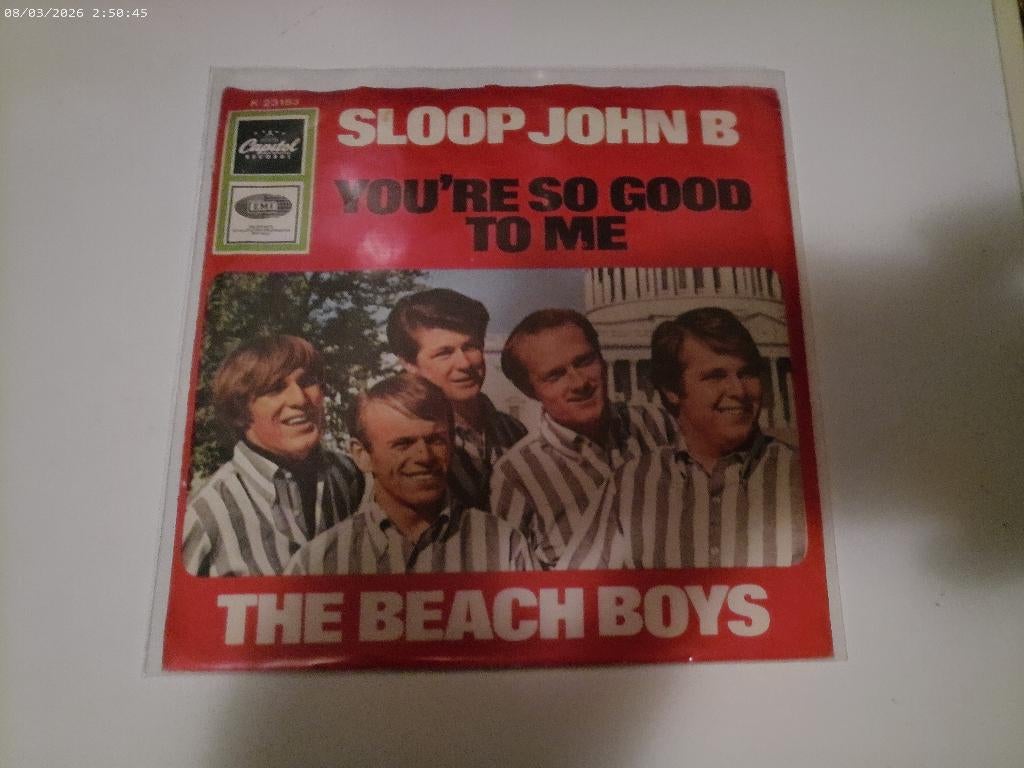 08/03/2026 2:50:45
K 23183
SLOOP JOHN B
Capitol
RECORDS
YOU'RE SO GOOD
TO ME
EMI
THE BEACH BOYS